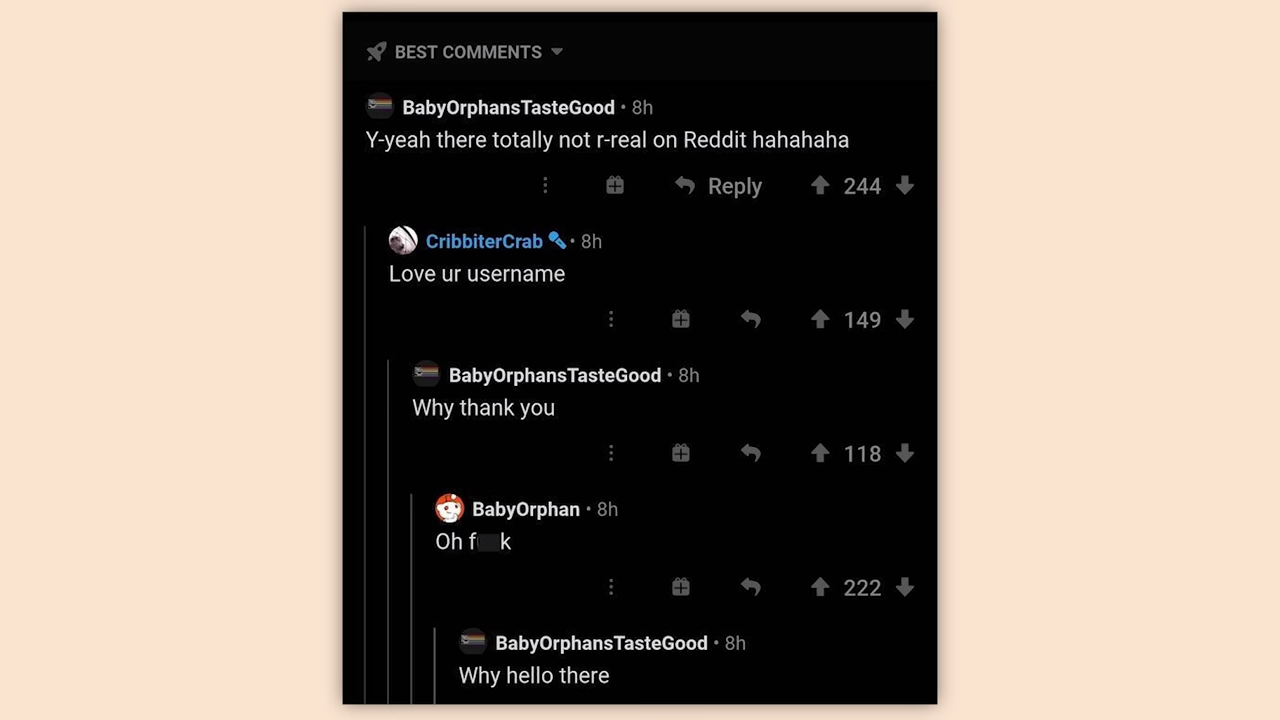 BEST COMMENTS
BabyOrphansTasteGood • 8h
Y-yeah there totally not r-real on Reddit hahahaha
Reply 244
CribbiterCrab • 8h
Love ur username
149
BabyOrphansTasteGood • 8h
Why thank you
118
BabyOrphan • 8h
Oh f k
222
BabyOrphansTasteGood • 8h
Why hello there